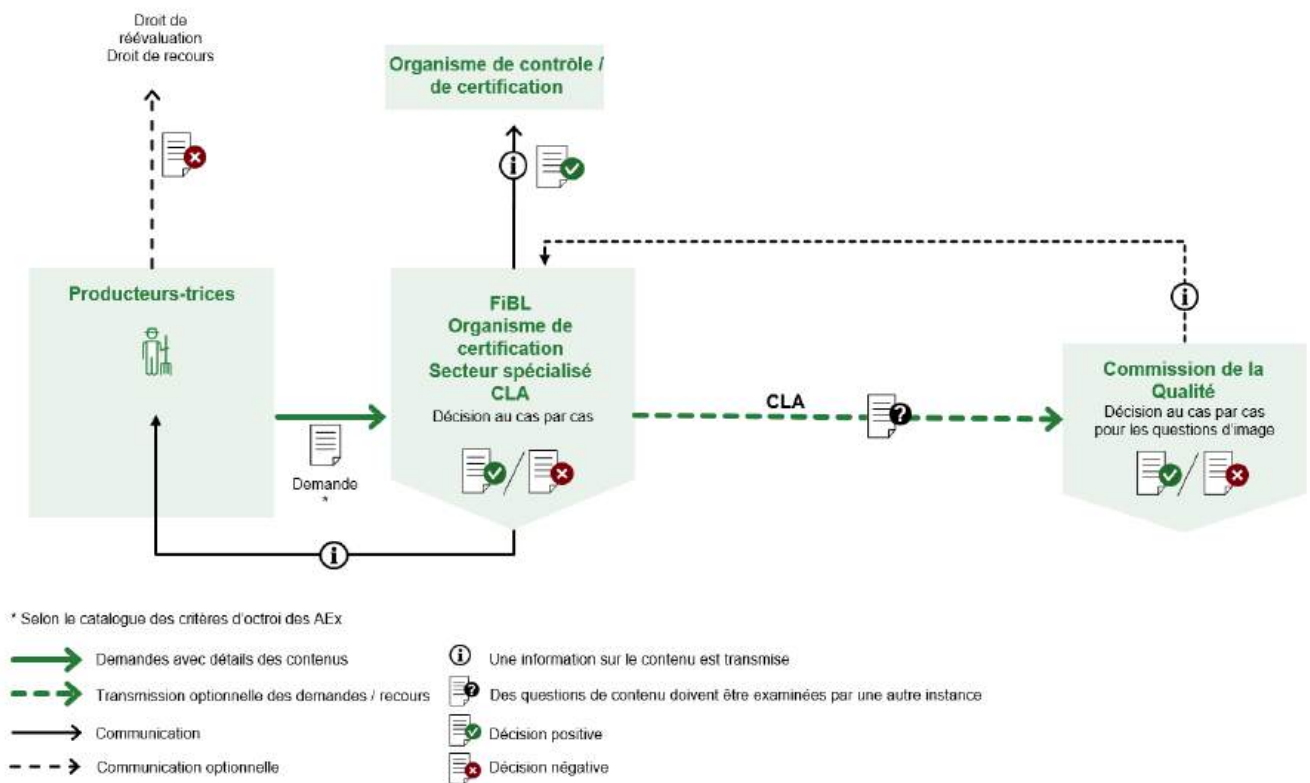 Droit de
réévaluation
Droit de recours
Organisme de contrôle /
de certification
Producteurs-trices
FiBL
Organisme de
certification
Secteur spécialisé
CLA
Décision au cas par cas
Demande
*
CLA
Commission de la
Qualité
Décision au cas par cas
pour les questions d'image
* Selon le catalogue des critères d'octroi des AEx
Demandes avec détails des contenus
Transmission optionnelle des demandes / recours
Communication
Communication optionnelle
Une information sur le contenu est transmise
Des questions de contenu doivent être examinées par une autre instance
Décision positive
Décision négative